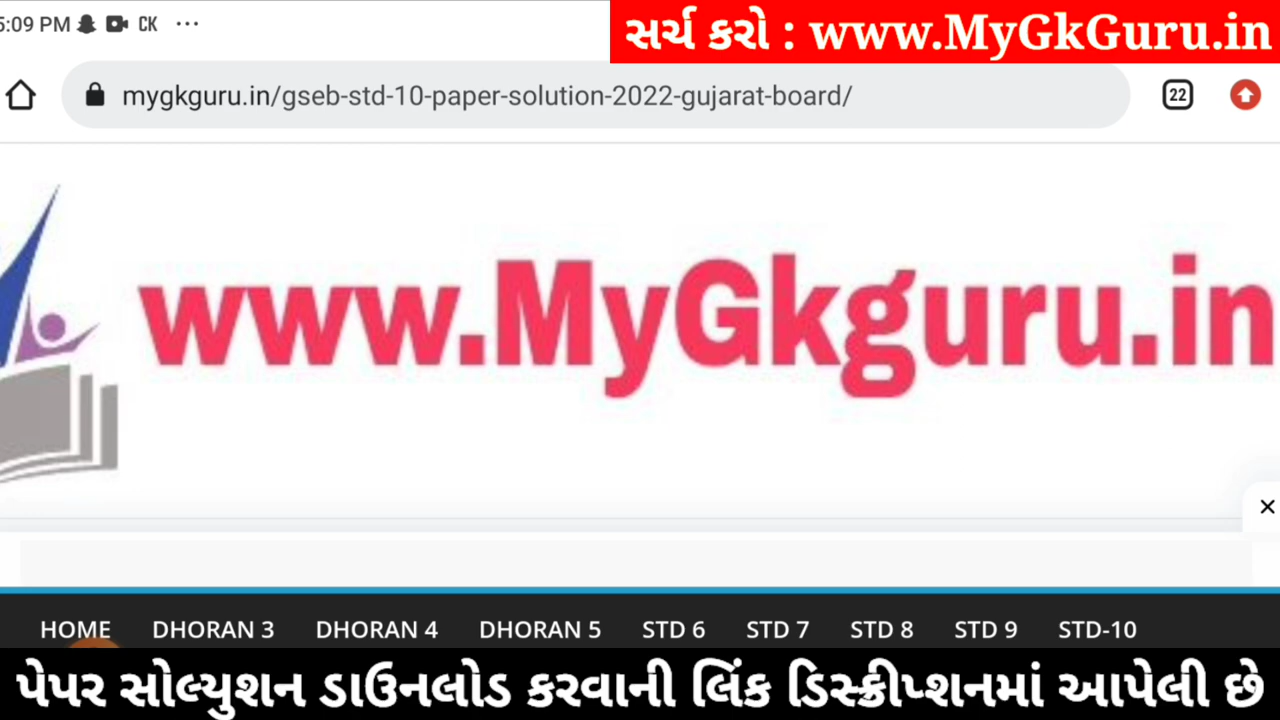 5:09 PM CK ...
સર્ચ કરો : www.MyGkGuru.in
mygkguru.in/gseb-std-10-paper-solution-2022-gujarat-board/
22
www.MyGkguru.in
HOME DHORAN 3 DHORAN 4 DHORAN 5 STD 6 STD 7 STD 8 STD 9 STD-10
પેપર સોલ્યુશન ડાઉનલોડ કરવાની લિંક ડિસ્ક્રીપ્શનમાં આપેલી છે